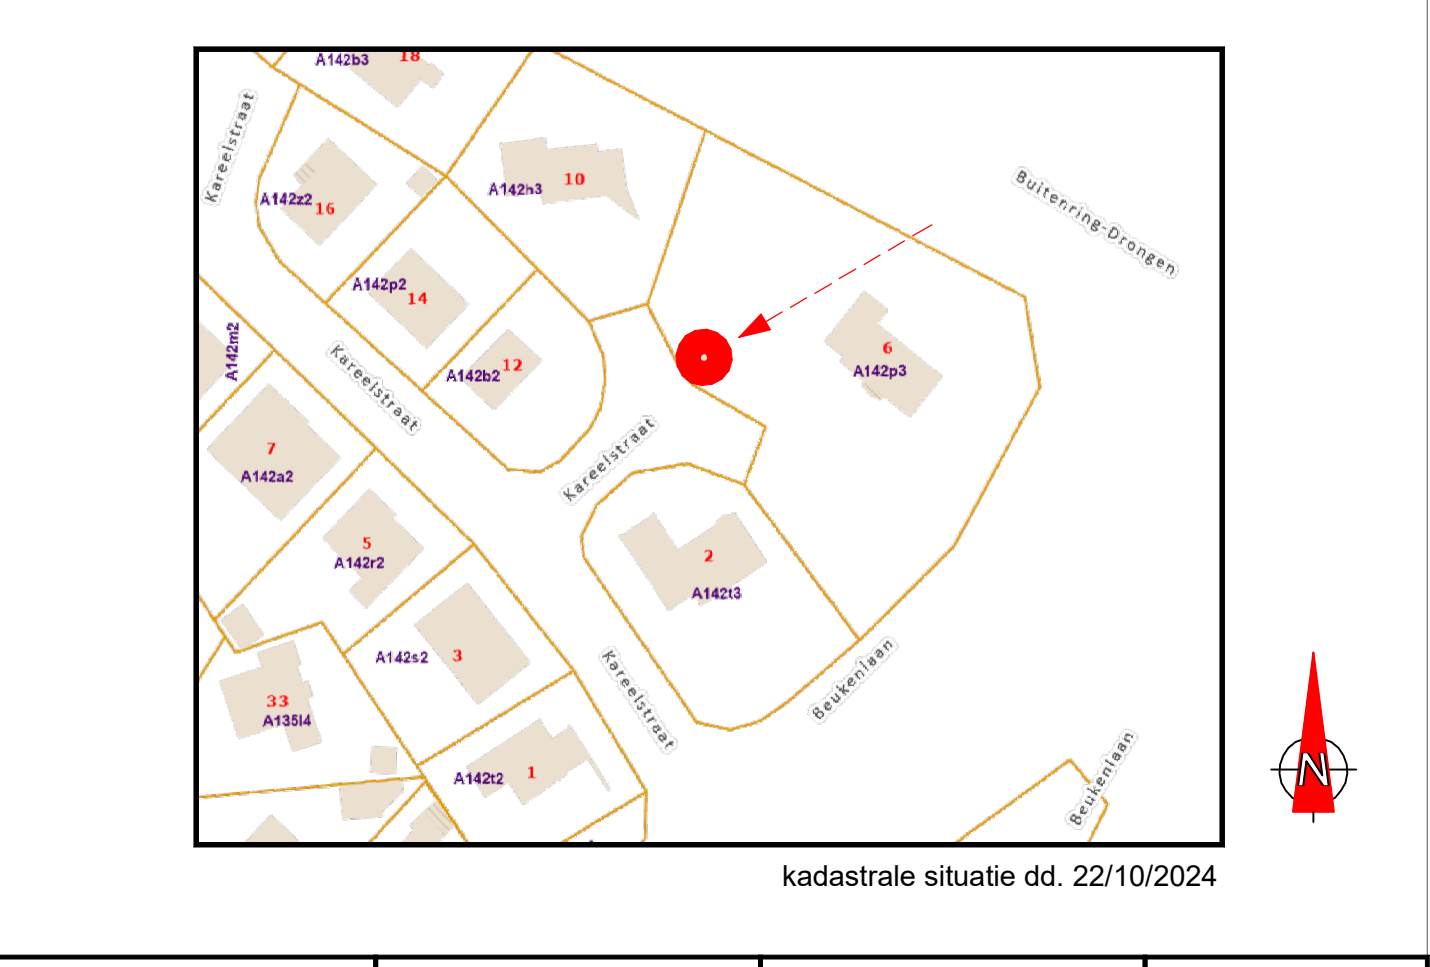 A142b3
18
Kareelstraat
A142z2
16
A142h3
10
Buitenring-Drongen
A142p2
14
A142m2
Kareelstraat
A142b2
12
6
A142p3
7
A142a2
Kareelstraat
5
A142r2
2
A142t3
A142s2
3
Kareelstraat
Beukenlaan
33
A135l4
A142t2
1
Beukenlaan
N
kadastrale situatie dd. 22/10/2024